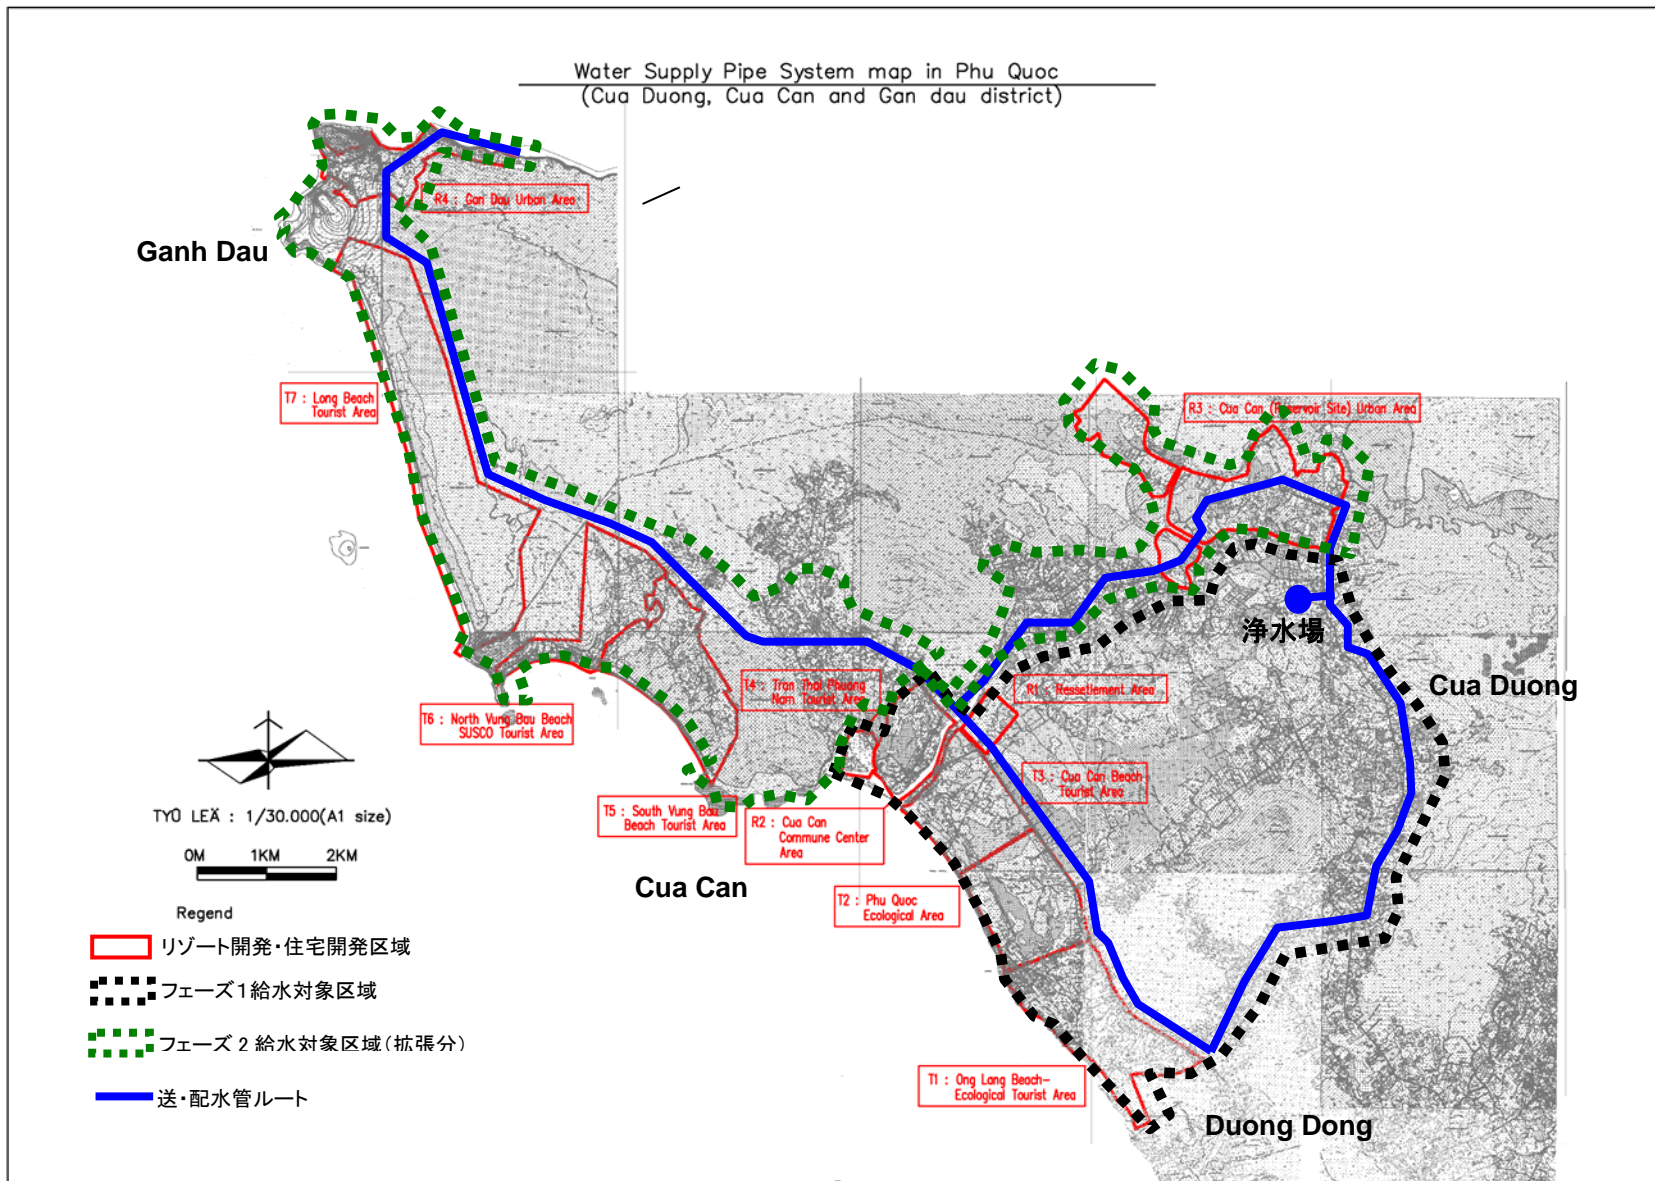 Water Supply Pipe System map in Phu Quoc
(Cua Duong, Cua Can and Gan dau district)
R4 : Gan Dau Urban Area
Ganh Dau
T7 : Long Beach
Tourist Area
R3 : Cua Can (Reservoir Site) Urban Area
浄水場
Cua Duong
T4 : Tran Thai Phuong
Nam Tourist Area
R1 : Ressetlement Area
T6 : North Vung Bau Beach
SUSCO Tourist Area
T3 : Cua Can Beach
Tourist Area
T5 : South Vung Bau
Beach Tourist Area
R2 : Cua Can
Commune Center
Area
TYÛ LEÄ : 1/30.000(A1 size)
0M 1KM 2KM
Cua Can
T2 : Phu Quoc
Ecological Area
Regend
リゾート開発・住宅開発区域
フェーズ1給水対象区域
フェーズ2給水対象区域(拡張分)
送・配水管ルート
T1 : Ong Lang Beach-
Ecological Tourist Area
Duong Dong